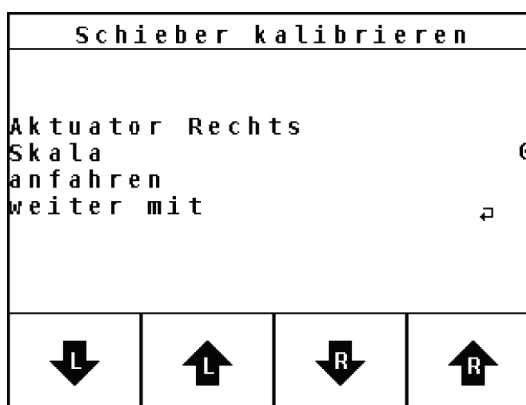 Schieber kalibrieren
Aktuator Rechts
Skala
anfahren
weiter mit ↵
L L R R